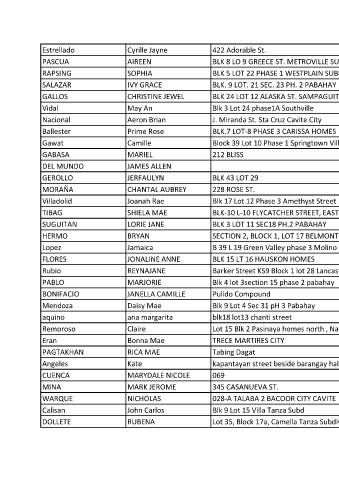 Estrellado Cyrille Jayne 422 Adorable St.
PASCUA AIREEN BLK 8 LO 9 GREECE ST. METROVILLE SU
RAPSING SOPHIA BLK 5 LOT 22 PHASE 1 WESTPLAIN SUB
SALAZAR IVY GRACE BLK. 9 LOT. 21 SEC. 23 PH. 2 PABAHAY
GALLOS CHRISTINE JEWEL BLK 24 LOT 12 ALASKA ST. SAMPAGUIT
Vidal May An Blk 3 Lot 24 phase1A Southville
Nacional Aeron Brian J. Miranda St. Sta Cruz Cavite City
Ballester Prime Rose BLK.7 LOT-8 PHASE 3 CARISSA HOMES
Gawat Camille Block 39 Lot 10 Phase 1 Springtown Vill
GABASA MARIEL 212 BLISS
DEL MUNDO JAMES ALLEN
GEROLLO JERFAULYN BLK 43 LOT 29
MORAÑA CHANTAL AUBREY 228 ROSE ST.
Villadolid Joanah Rae Blk 17 Lot 12 Phase 3 Amethyst Street
TIBAG SHIELA MAE BLK-10 L-10 FLYCATCHER STREET, EAST
SUGUITAN LORIE JANE BLK 3 LOT 11 SEC18 PH.2 PABAHAY
HERMO BRYAN SECTION 2, BLOCK 1, LOT 17 BELMONT
Lopez Jamaica B 39 L 19 Green Valley phase 3 Molino
FLORES JONALINE ANNE BLK 15 LT 16 HAUSKON HOMES
Rubio REYNAJANE Barker Street KS9 Block 1 lot 28 Lancas
PABLO MARJORIE Blk 4 lot 3section 15 phase 2 pabahay
BONIFACIO JANELLA CAMILLE Pulido Compound
Mendoza Daisy Mae Blk 9 Lot 4 Sec 31 pH 3 Pabahay
aquino ana margarita blk18 lot13 chanti street
Remoroso Claire Lot 15 Blk 2 Pasinaya homes north , Na
Eran Bonna Mae TRECE MARTIRES CITY
PAGTAKHAN RICA MAE Tabing Dagat
Angeles Kate kapantayan street beside barangay hal
CUENCA MARYDALE NICOLE 069
MINA MARK JEROME 345 CASANUEVA ST.
WARQUE NICHOLAS 028-A TALABA 2 BACOOR CITY CAVITE
Calisan John Carlos Blk 9 Lot 15 Villa Tanza Subd
DOLLETE RUBENA Lot 35, Block 17a, Camella Tanza Subdiv